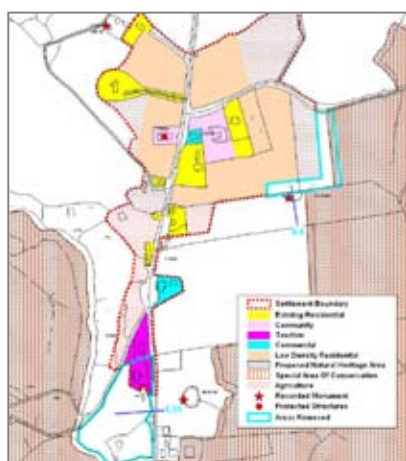 Settlement Boundary
Existing Residential
Community
Tourism
Commercial
Low Density Residential
Proposed Natural Heritage Area
Special Area Of Conservation
Agriculture
Recorded Monument
Protected Structures
Areas Removed